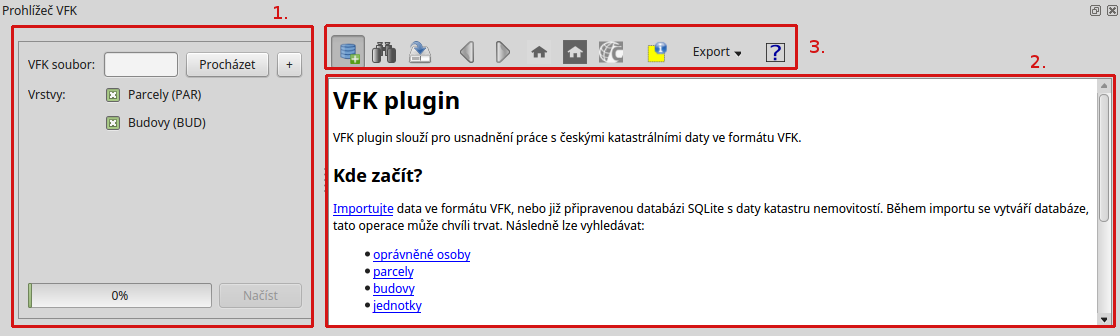 Prohlížeč VFK
1.
VFK soubor:
Procházet
+
Vrstvy:
Parcely (PAR)
Budovy (BUD)
0%
Načíst
3.
Export
?
2.
VFK plugin
VFK plugin slouží pro usnadnění práce s českými katastrálními daty ve formátu VFK.
Kde začít?
Importujte data ve formátu VFK, nebo již připravenou databázi SQLite s daty katastru nemovitostí. Během importu se vytváří databáze,
tato operace může chvíli trvat. Následně lze vyhledávat:
oprávněné osoby
parcely
budovy
jednotky